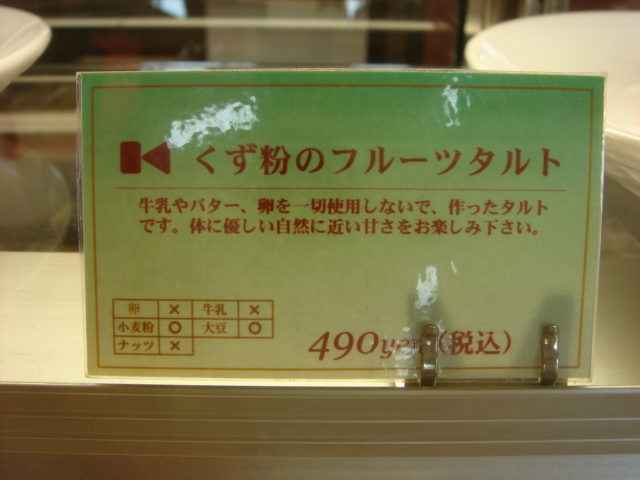 くず粉のフルーツタルト
牛乳やバター、卵を一切使用しないで、作ったタルト
です。体に優しい自然に近い甘さをお楽しみ下さい。
卵 × 牛乳 ×
小麦粉 ○ 大豆 ○
ナッツ ×
490yen (税込)